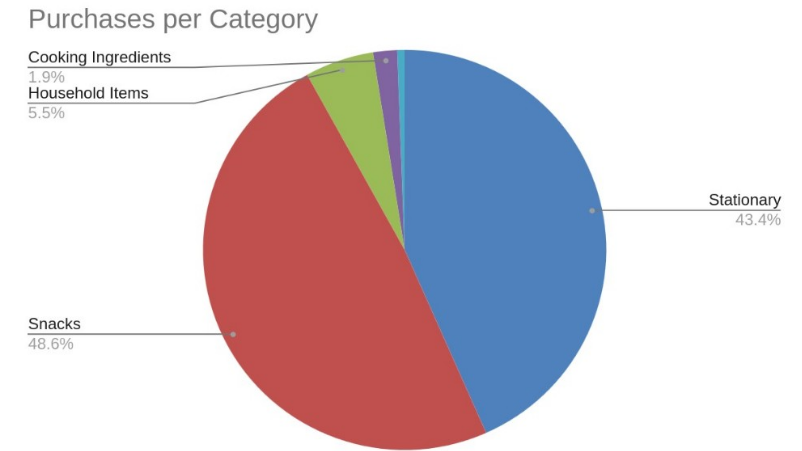 Purchases per Category
Cooking Ingredients
1.9%
Household Items
5.5%
Stationary
43.4%
Snacks
48.6%